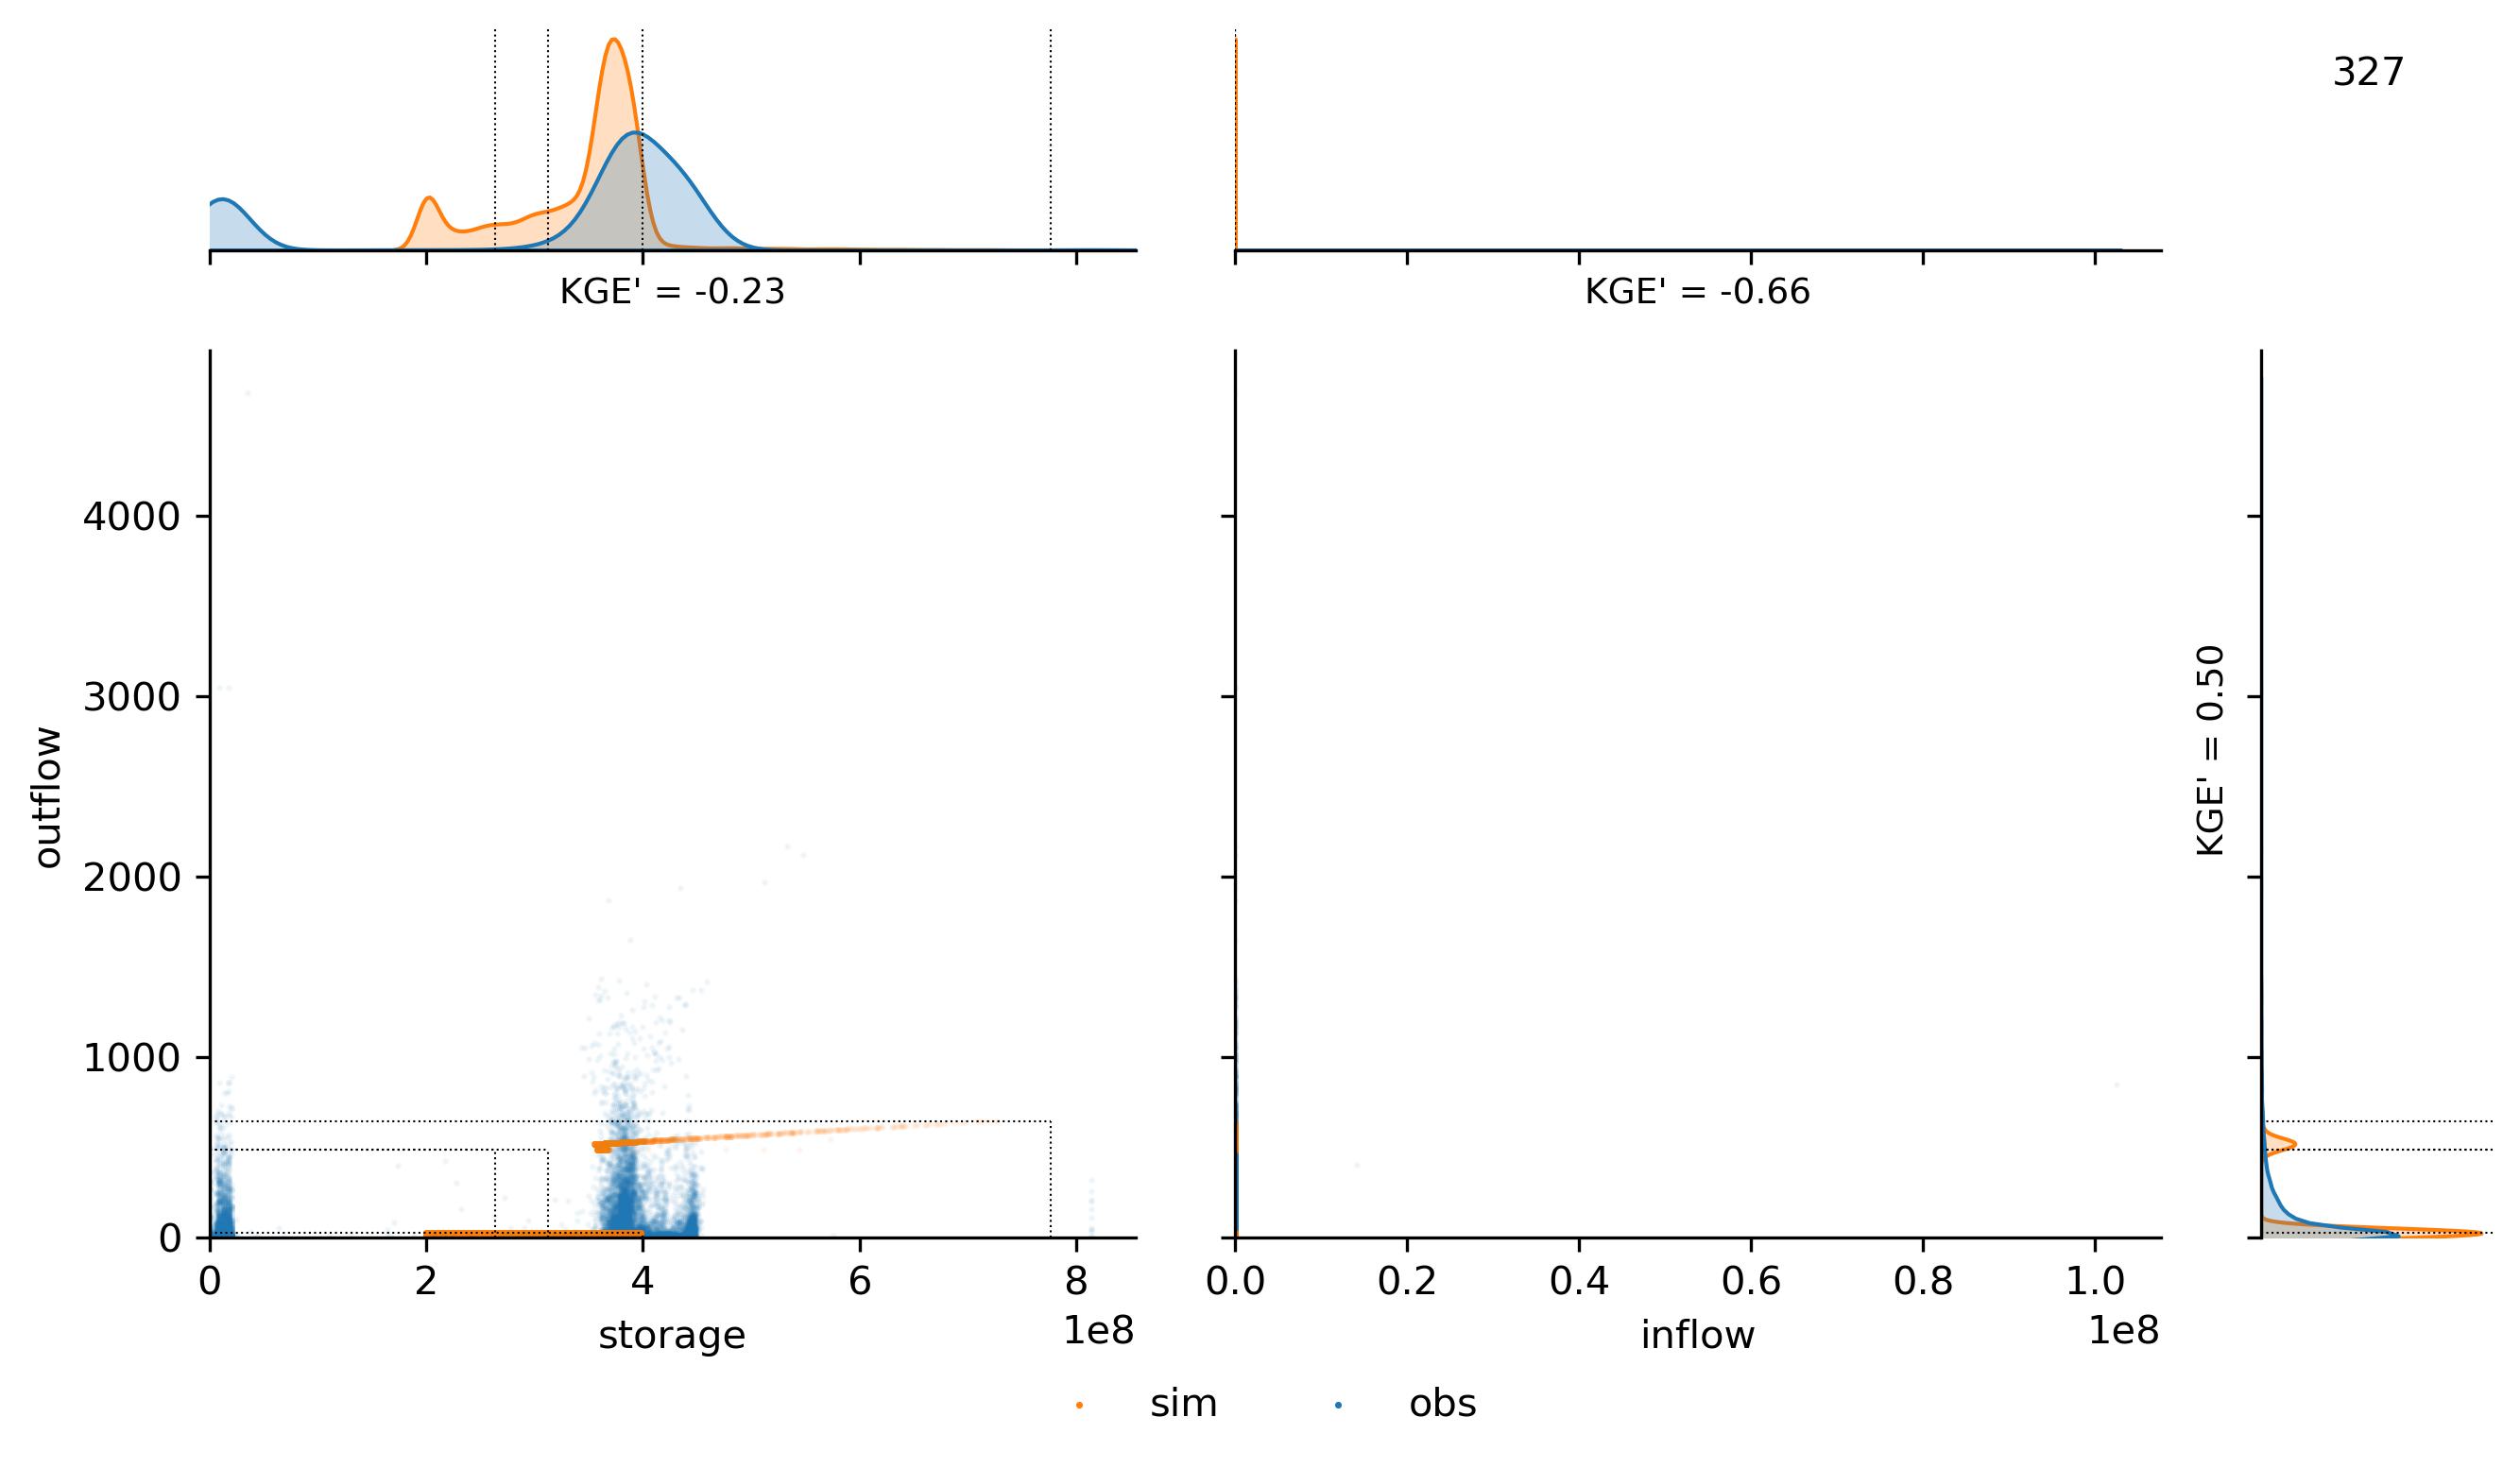 327
KGE' = -0.23
KGE' = -0.66
outflow
4000
3000
2000
1000
0
KGE' = 0.50
0 2 4 6 8
1e8
storage
0.0 0.2 0.4 0.6 0.8 1.0
1e8
inflow
sim obs